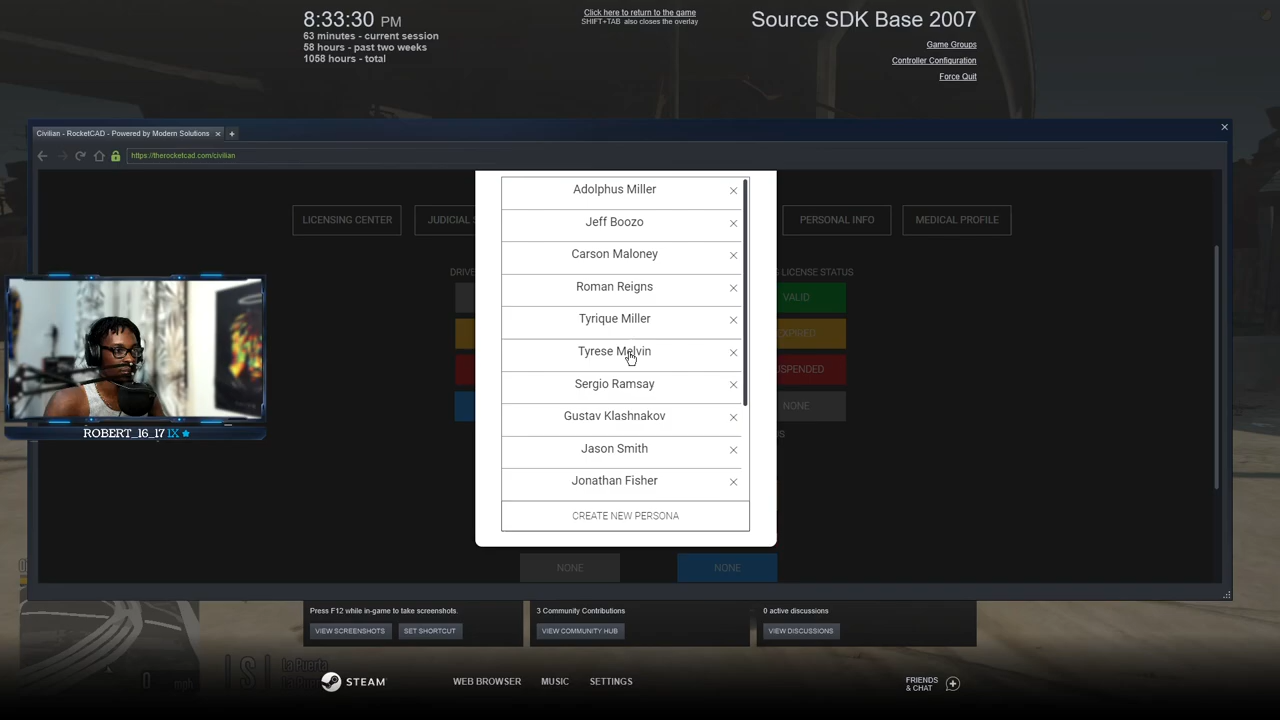 8:33:30 PM
63 minutes - current session
58 hours - past two weeks
1058 hours - total
Click here to return to the game
SHIFT+TAB also closes the overlay
Source SDK Base 2007
Game Groups
Controller Configuration
Force Quit
Civilian - RocketCAD - Powered by Modern Solutions
https://therocketcad.com/civilian
LICENSING CENTER
JUDICIAL
PERSONAL INFO
MEDICAL PROFILE
LICENSE STATUS
VALID
EXPIRED
SUSPENDED
NONE
Adolphus Miller
Jeff Boozo
Carson Maloney
Roman Reigns
Tyrique Miller
Tyrese Melvin
Sergio Ramsay
Gustav Klashnakov
Jason Smith
Jonathan Fisher
CREATE NEW PERSONA
NONE
NONE
ROBERT_16_17 1X
Press F12 while in-game to take screenshots.
VIEW SCREENSHOTS
SET SHORTCUT
3 Community Contributions
VIEW COMMUNITY HUB
0 active discussions
VIEW DISCUSSIONS
0 mph
S
La Puerta
STEAM
WEB BROWSER
MUSIC
SETTINGS
FRIENDS
& CHAT